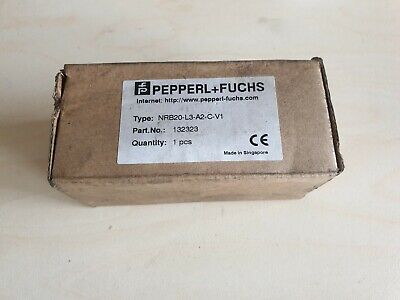 PEPPERL+FUCHS
Internet: http://www.pepperl-fuchs.com
Type: NRB20-L3-A2-C-V1
Part.No.: 132323
Quantity: 1 pcs
CE
Made in Singapore